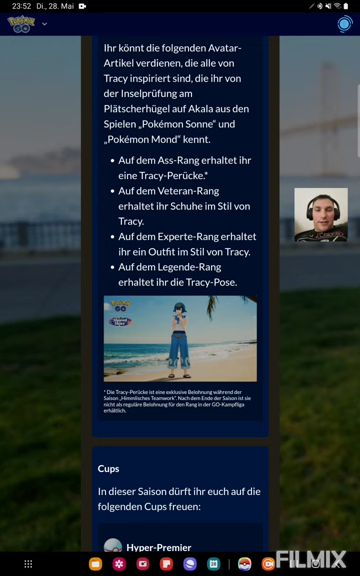 23:52 Di., 28. Mai
Pokémon GO
Ihr könnt die folgenden Avatar-
Artikel verdienen, die alle von
Tracy inspiriert sind, die ihr von
der Inselprüfung am
Plätscherhügel auf Akala aus den
Spielen „Pokémon Sonne“ und
„Pokémon Mond“ kennt.
• Auf dem Ass-Rang erhaltet ihr
eine Tracy-Perücke.*
• Auf dem Veteran-Rang
erhaltet ihr Schuhe im Stil von
Tracy.
• Auf dem Experte-Rang erhaltet
ihr ein Outfit im Stil von Tracy.
• Auf dem Legende-Rang
erhaltet ihr die Tracy-Pose.
Pokémon
GO
* Die Tracy-Perücke ist eine exklusive Belohnung während der
Saison „Himmlisches Teamwork“. Nach dem Ende der Saison ist sie
nicht als reguläre Belohnung für den Rang in der GO-Kampfliga
erhältlich.
Cups
In dieser Saison dürft ihr euch auf die
folgenden Cups freuen:
Hyper-Premier
FILMIX